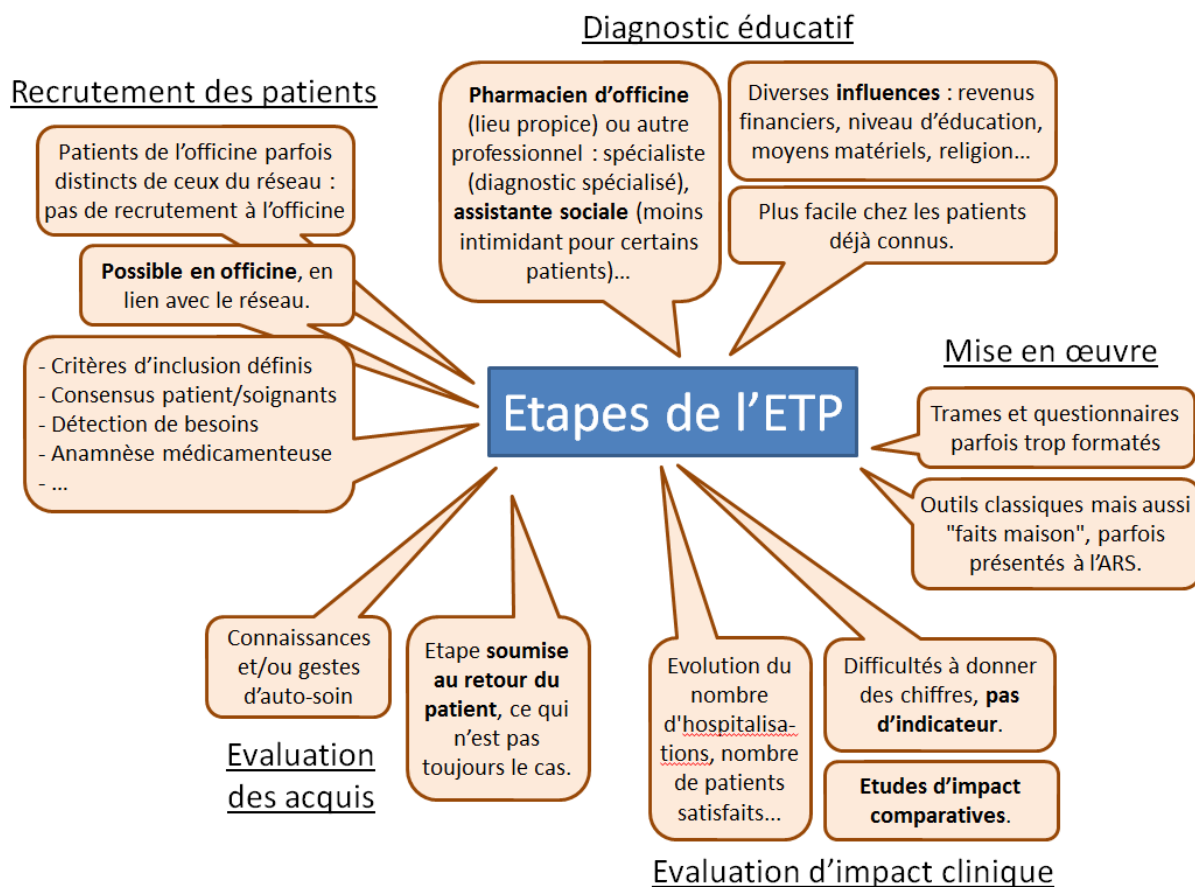 Diagnostic éducatif
Recrutement des patients
Patients de l'officine parfois
distincts de ceux du réseau :
pas de recrutement à l'officine
Possible en officine, en
lien avec le réseau.
- Critères d'inclusion définis
- Consensus patient/soignants
- Détection de besoins
- Anamnèse médicamenteuse
- ...
Pharmacien d'officine
(lieu propice) ou autre
professionnel : spécialiste
(diagnostic spécialisé),
assistante sociale (moins
intimidant pour certains
patients)...
Diverses influences : revenus
financiers, niveau d'éducation,
moyens matériels, religion...
Plus facile chez les patients
déjà connus.
Etapes de l'ETP
Mise en œuvre
Trames et questionnaires
parfois trop formatés
Outils classiques mais aussi
"faits maison", parfois
présentés à l'ARS.
Connaissances
et/ou gestes
d'auto-soin
Etape soumise
au retour du
patient, ce qui
n'est pas
toujours le cas.
Evaluation
des acquis
Evolution du
nombre
d'hospitalisa-
tions, nombre
de patients
satisfaits...
Difficultés à donner
des chiffres, pas
d'indicateur.
Etudes d'impact
comparatives.
Evaluation d'impact clinique